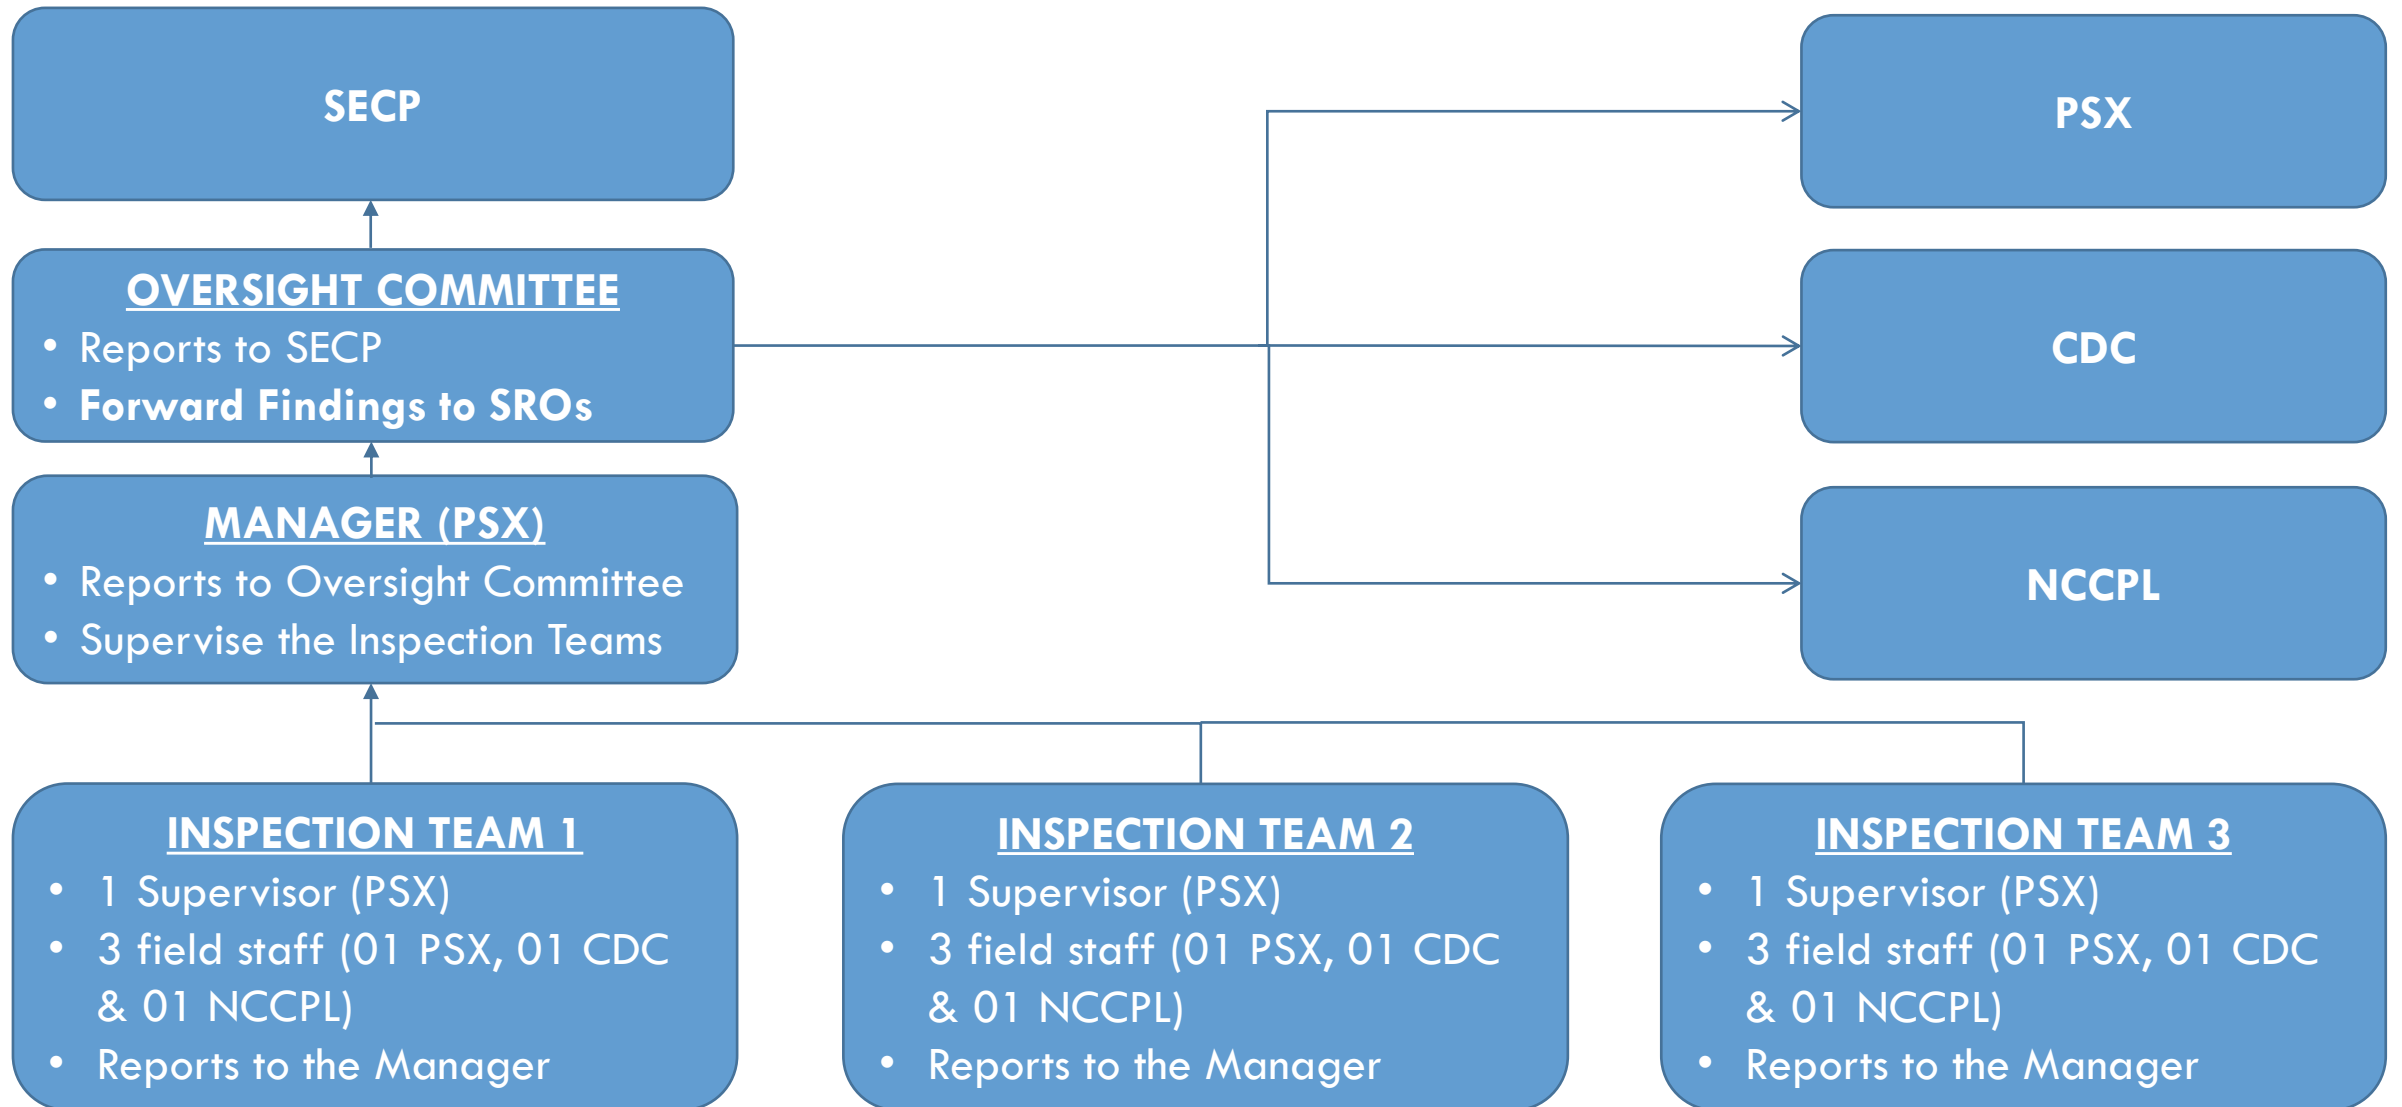 SECP
PSX
OVERSIGHT COMMITTEE
• Reports to SECP
• Forward Findings to SROs
CDC
MANAGER (PSX)
• Reports to Oversight Committee
• Supervise the Inspection Teams
NCCPL
INSPECTION TEAM 1
• 1 Supervisor (PSX)
• 3 field staff (01 PSX, 01 CDC
& 01 NCCPL)
• Reports to the Manager
INSPECTION TEAM 2
• 1 Supervisor (PSX)
• 3 field staff (01 PSX, 01 CDC
& 01 NCCPL)
• Reports to the Manager
INSPECTION TEAM 3
• 1 Supervisor (PSX)
• 3 field staff (01 PSX, 01 CDC
& 01 NCCPL)
• Reports to the Manager